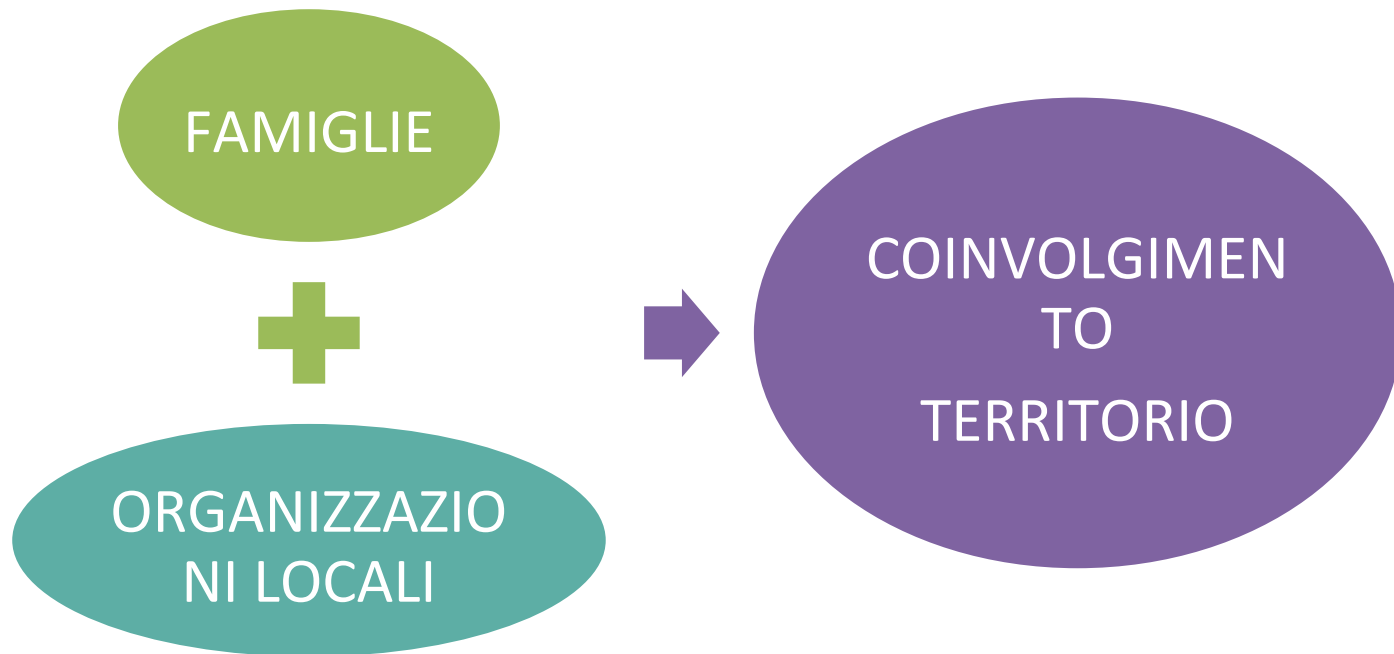 FAMIGLIE
ORGANIZZAZIO
NI LOCALI
COINVOLGIMEN
TO
TERRITORIO